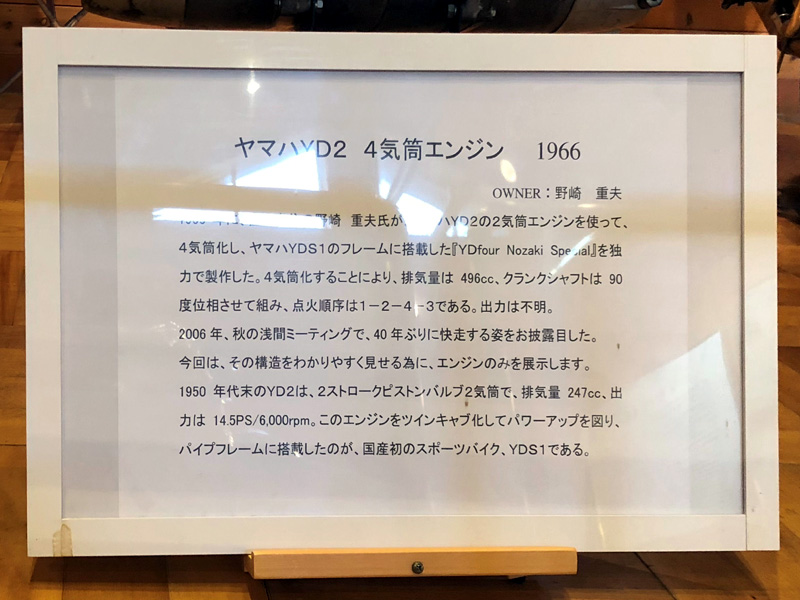 ヤマハYD2 4気筒エンジン 1966
OWNER：野崎 重夫
野崎 重夫氏が ハYD2の2気筒エンジンを使って、
4気筒化し、ヤマハYDS1のフレームに搭載した『YDfour Nozaki Special』を独
力で製作した。4気筒化することにより、排気量は 496cc、クランクシャフトは 90
度位相させて組み、点火順序は1－2－4－3である。出力は不明。
2006 年、秋の浅間ミーティングで、40 年ぶりに快走する姿をお披露目した。
今回は、その構造をわかりやすく見せる為に、エンジンのみを展示します。
1950 年代末のYD2は、2ストロークピストンバルブ2気筒で、排気量 247cc、出
力は 14.5PS/6,000rpm。このエンジンをツインキャブ化してパワーアップを図り、
パイプフレームに搭載したのが、国産初のスポーツバイク、YDS1である。